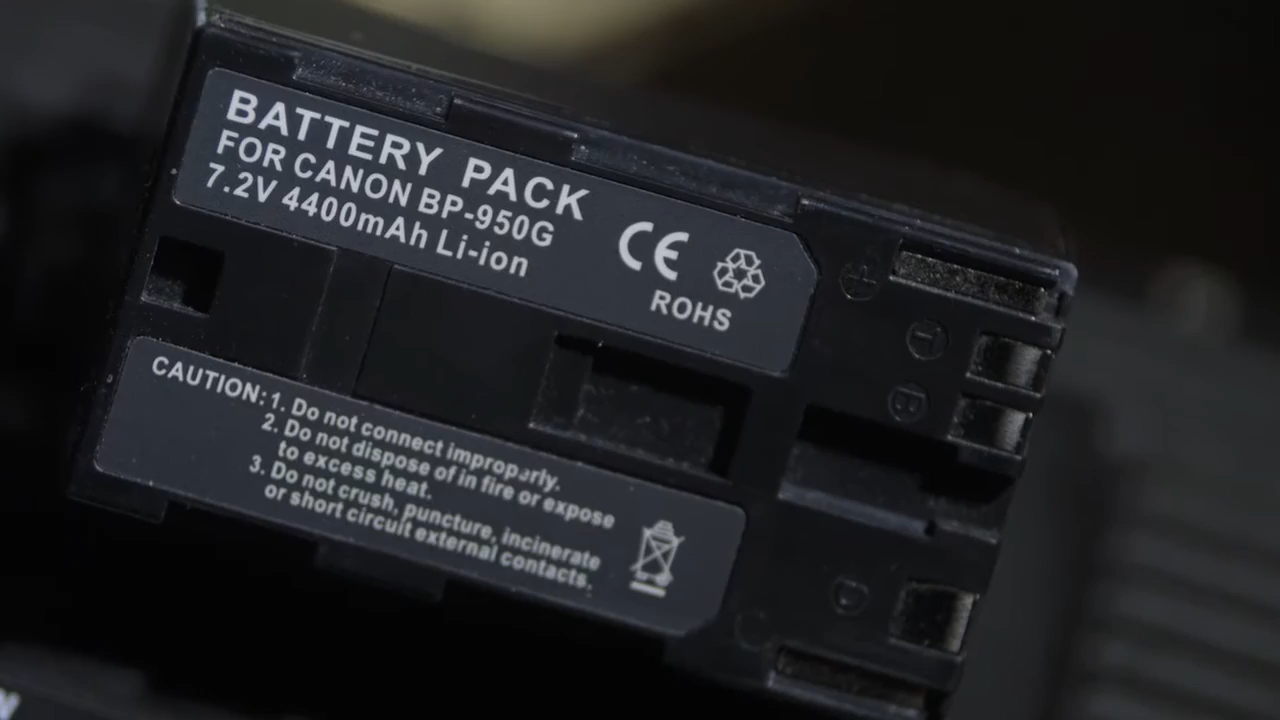 BATTERY PACK
FOR CANON BP-950G
7.2V 4400mAh Li-ion
CE
ROHS
+
T
B
CAUTION: 1. Do not connect improperly.
2. Do not dispose of in fire or expose
to excess heat.
3. Do not crush, puncture, incinerate
or short circuit external contacts.
D
C
N